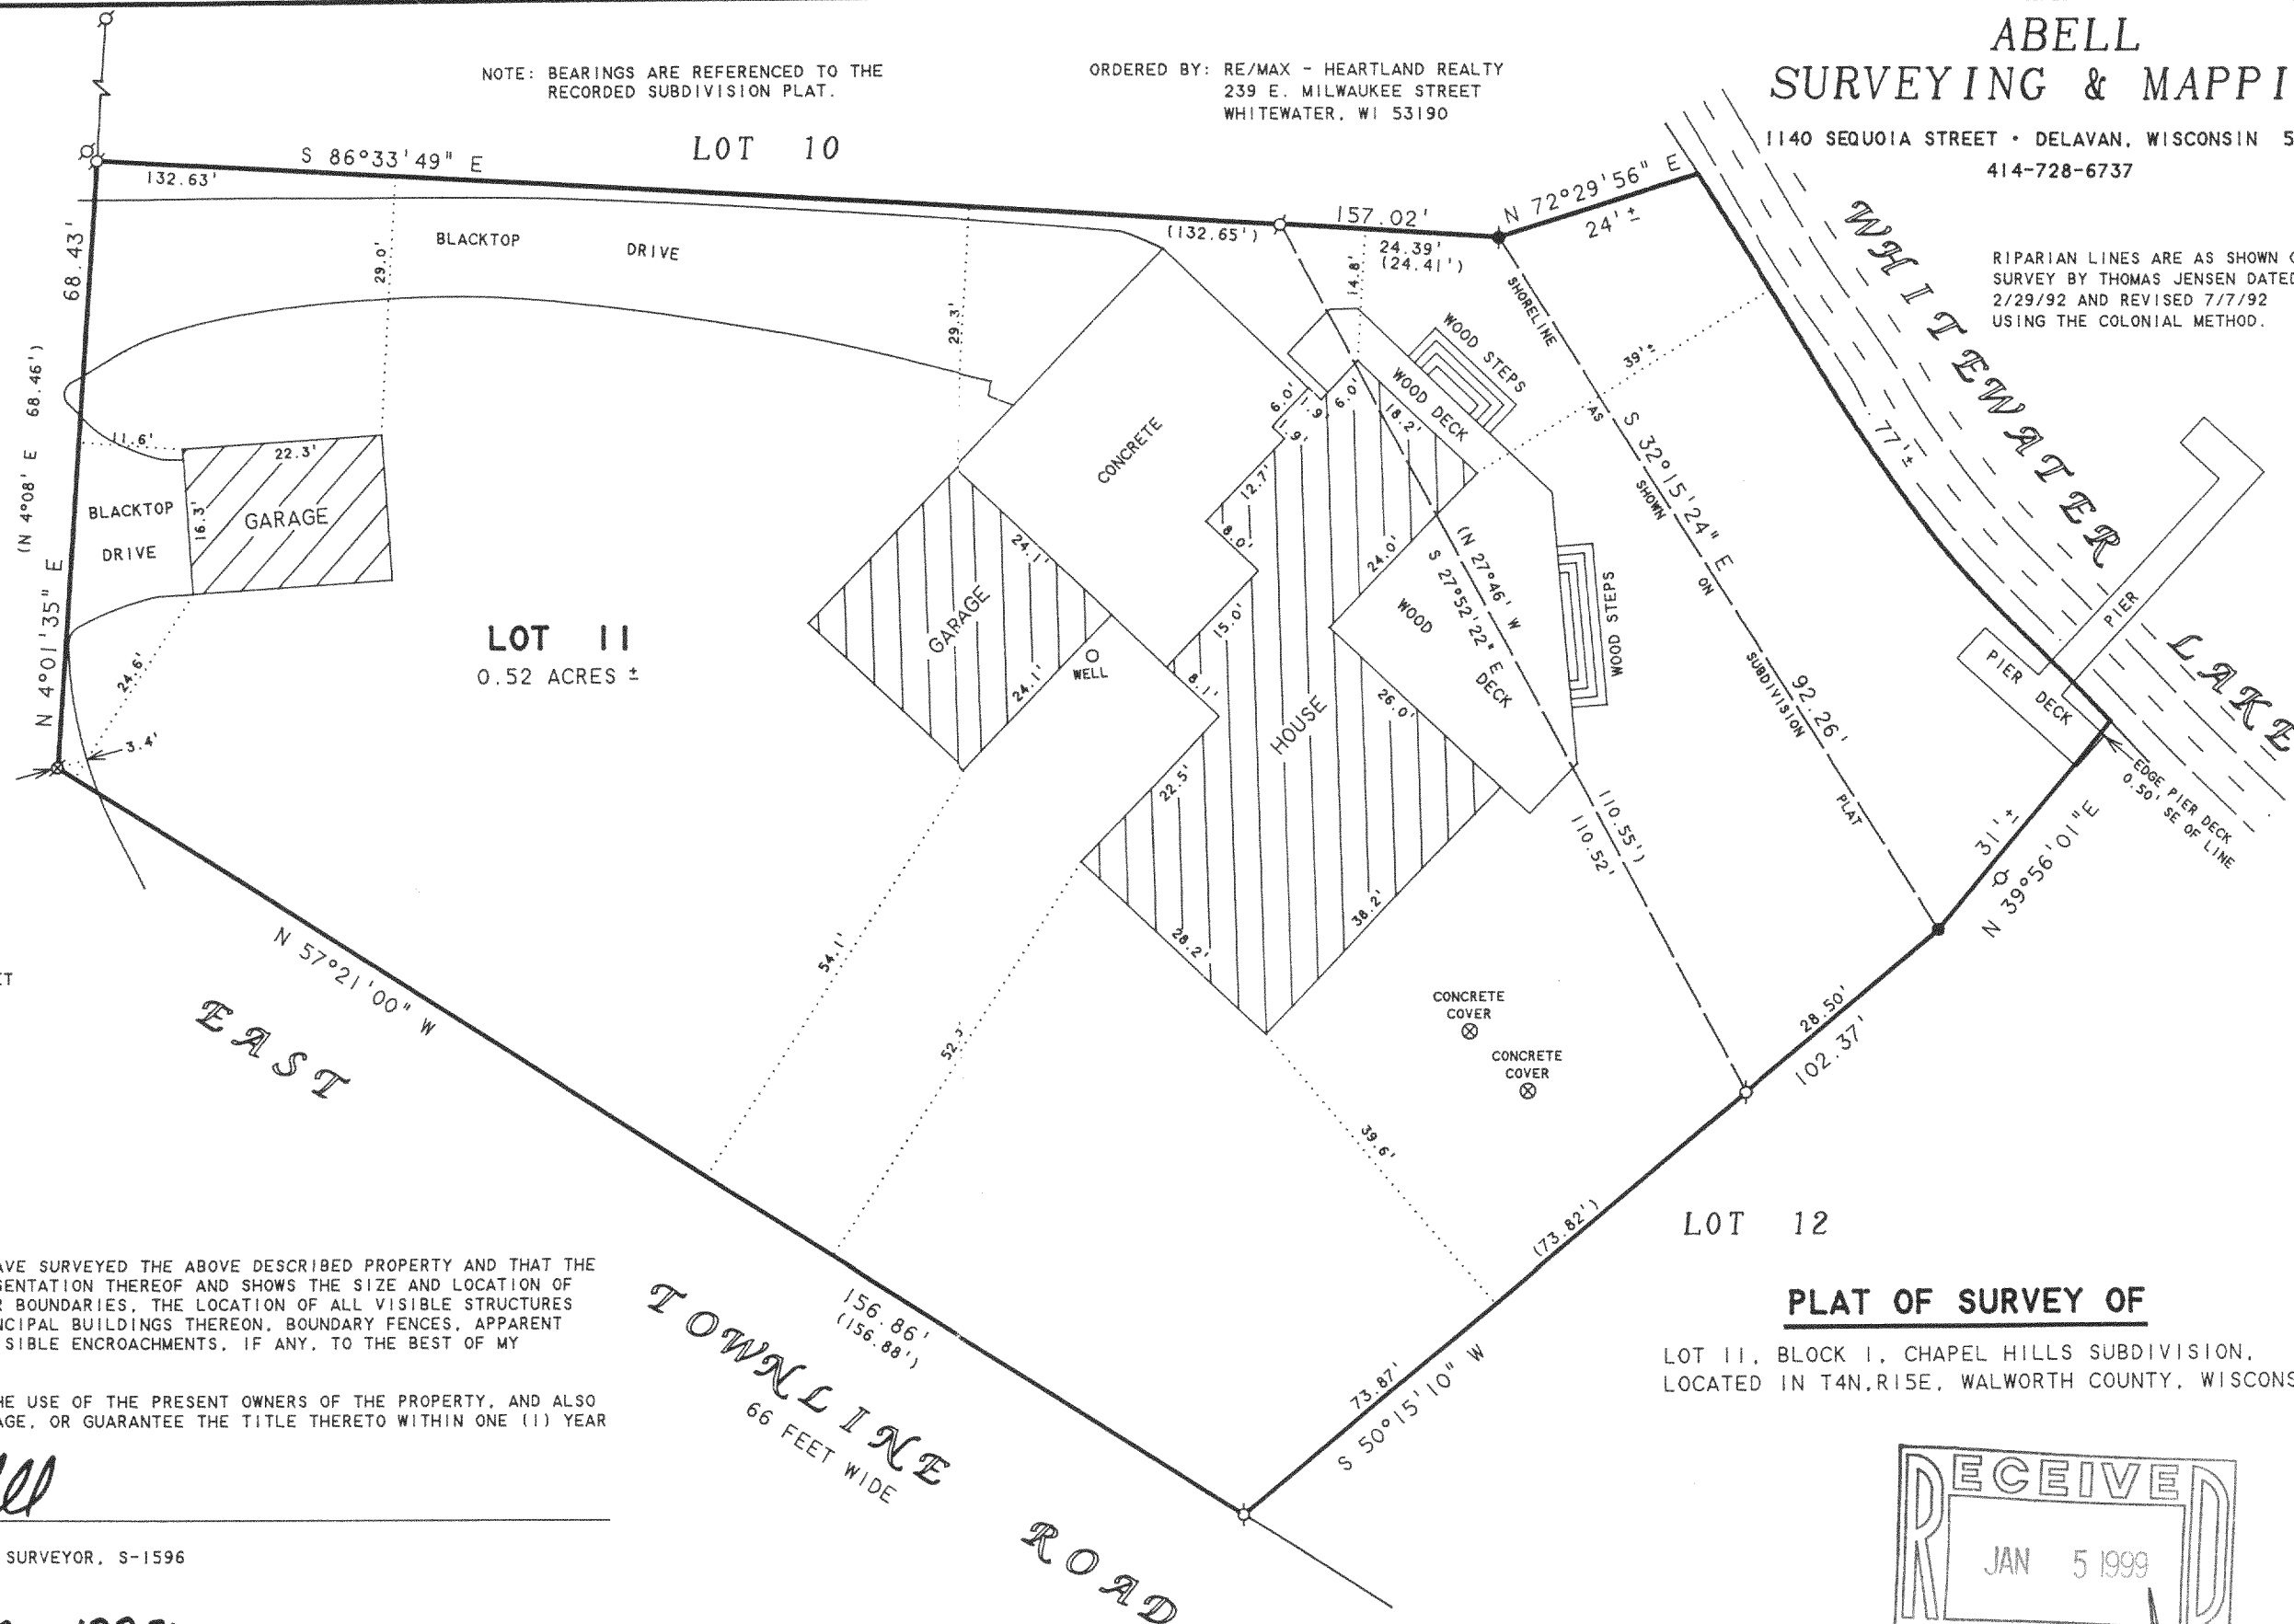 ABELL
SURVEYING & MAPPI
1140 SEQUOIA STREET • DELAVAN, WISCONSIN 5
414-728-6737
NOTE: BEARINGS ARE REFERENCED TO THE
RECORDED SUBDIVISION PLAT.
ORDERED BY: RE/MAX - HEARTLAND REALTY
239 E. MILWAUKEE STREET
WHITEWATER, WI 53190
LOT 10
S 86°33'49" E
132.63'
157.02'
(132.65')
24.39'
(24.41')
N 72°29'56" E
24'±
RIPARIAN LINES ARE AS SHOWN
SURVEY BY THOMAS JENSEN DATED
2/29/92 AND REVISED 7/7/92
USING THE COLONIAL METHOD.
WHITEWATER
LAKE
68.43'
(N 4°08' E 68.46')
N 4°01'35" E
BLACKTOP DRIVE
29.0'
29.3'
14.8'
11.6'
22.3'
16.3'
GARAGE
BLACKTOP
DRIVE
24.6'
3.4'
LOT 11
0.52 ACRES ±
CONCRETE
GARAGE
24.1'
24.1'
WELL
6.0'
1.9'
6.0'
1.9'
18.2'
12.7'
8.0'
15.0'
8.1'
24.0'
26.0'
22.5'
28.2'
38.2'
HOUSE
WOOD STEPS
WOOD DECK
WOOD
DECK
WOOD STEPS
(N 27°46' W
S 27°52'22" E
110.55')
110.52'
SHORELINE AS SHOWN ON SUBDIVISION PLAT
S 32°15'24" E
92.26'
39'±
77'±
PIER
PIER DECK
EDGE PIER DECK
0.50' SE OF LINE
31'±
N 39°56'01"E
28.50'
102.37'
54.1'
39.6'
CONCRETE
COVER
CONCRETE
COVER
(73.82')
73.87'
S 50°15'10" W
LOT 12
N 57°21'00" W
156.86'
(156.88')
EAST
TOWNLINE
ROAD
66 FEET WIDE
PLAT OF SURVEY OF
LOT 11, BLOCK 1, CHAPEL HILLS SUBDIVISION,
LOCATED IN T4N,R15E, WALWORTH COUNTY, WISCONS
ET
AVE SURVEYED THE ABOVE DESCRIBED PROPERTY AND THAT THE
SENTATION THEREOF AND SHOWS THE SIZE AND LOCATION OF
R BOUNDARIES, THE LOCATION OF ALL VISIBLE STRUCTURES
NCIPAL BUILDINGS THEREON, BOUNDARY FENCES, APPARENT
SIBLE ENCROACHMENTS, IF ANY, TO THE BEST OF MY
HE USE OF THE PRESENT OWNERS OF THE PROPERTY, AND ALSO
AGE, OR GUARANTEE THE TITLE THERETO WITHIN ONE (1) YEAR
SURVEYOR, S-1596
RECEIVED
JAN 5 1999